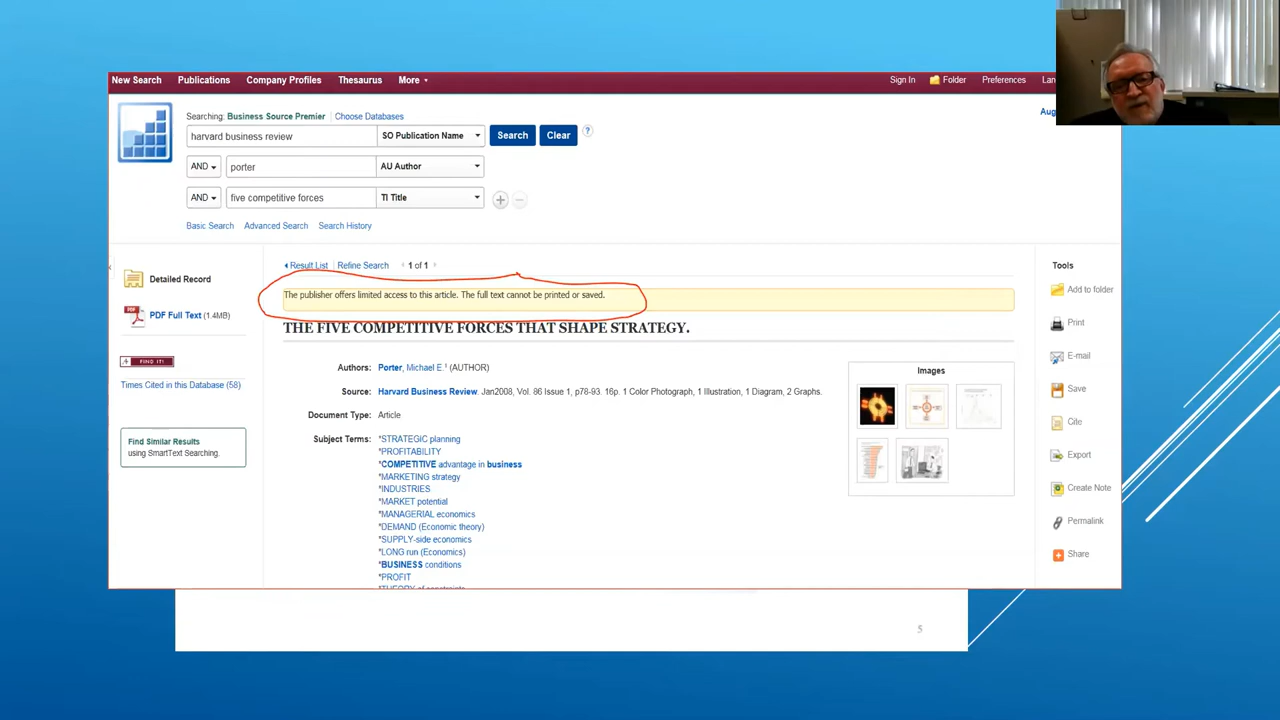 New Search Publications Company Profiles Thesaurus More Sign In Folder Preferences Lan
Searching: Business Source Premier Choose Databases
Aug
harvard business review SO Publication Name Search Clear ?
AND porter AU Author
AND five competitive forces TI Title
Basic Search Advanced Search Search History
Result List Refine Search 1 of 1
Detailed Record
PDF Full Text (1.4MB)
FIND IT!
Times Cited in this Database (58)
Find Similar Results
using SmartText Searching.
The publisher offers limited access to this article. The full text cannot be printed or saved.
THE FIVE COMPETITIVE FORCES THAT SHAPE STRATEGY.
Authors: Porter, Michael E.¹ (AUTHOR)
Source: Harvard Business Review. Jan2008, Vol. 86 Issue 1, p78-93. 16p. 1 Color Photograph, 1 Illustration, 1 Diagram, 2 Graphs.
Document Type: Article
Subject Terms: *STRATEGIC planning
*PROFITABILITY
*COMPETITIVE advantage in business
*MARKETING strategy
*INDUSTRIES
*MARKET potential
*MANAGERIAL economics
*DEMAND (Economic theory)
*SUPPLY-side economics
*LONG run (Economics)
*BUSINESS conditions
*PROFIT
*THEORY of constraints
Images
Tools
Add to folder
Print
E-mail
Save
Cite
Export
Create Note
Permalink
Share
5